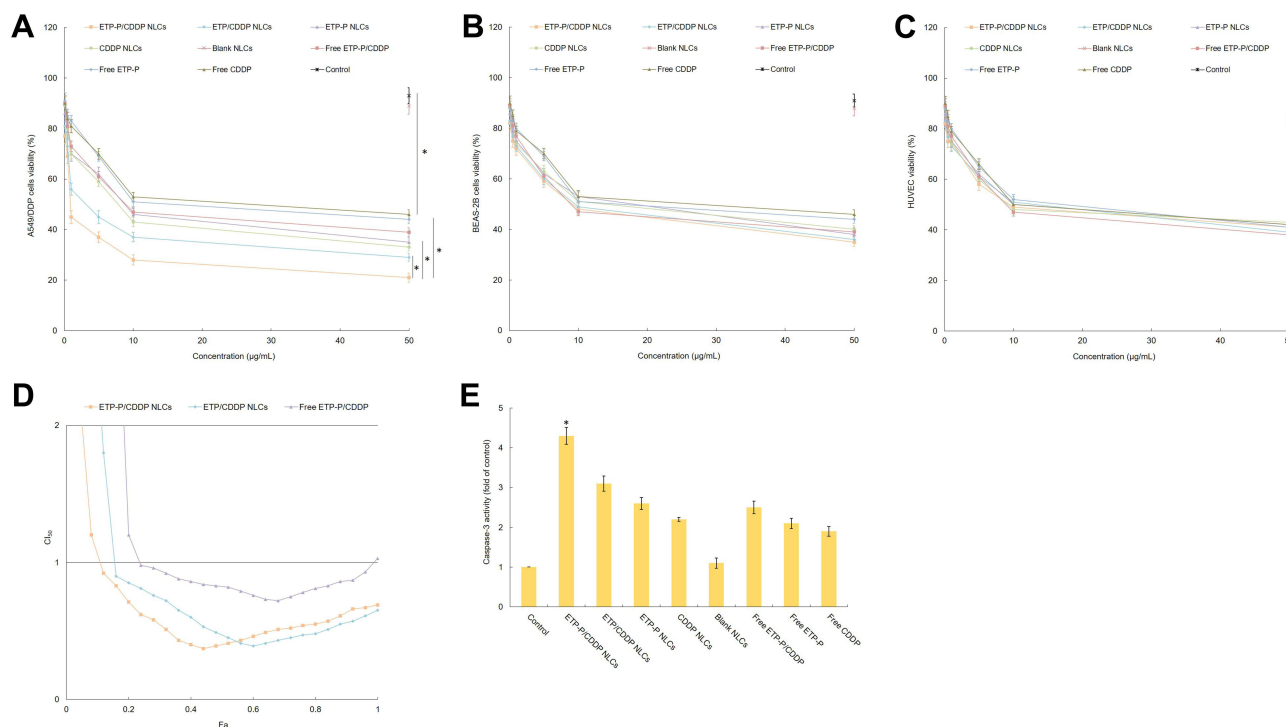 A
ETP-P/CDDP NLCs ETP/CDDP NLCs ETP-P NLCs
CDDP NLCs Blank NLCs Free ETP-P/CDDP
Free ETP-P Free CDDP Control
120
100
80
60
40
20
0
A549/DDP cells viability (%)
0 10 20 30 40 50
Concentration (μg/mL)
*
*
*
*
B
ETP-P/CDDP NLCs ETP/CDDP NLCs ETP-P NLCs
CDDP NLCs Blank NLCs Free ETP-P/CDDP
Free ETP-P Free CDDP Control
120
100
80
60
40
20
0
BEAS-2B cells viability (%)
0 10 20 30 40 50
Concentration (μg/mL)
C
ETP-P/CDDP NLCs ETP/CDDP NLCs ETP-P NLCs
CDDP NLCs Blank NLCs Free ETP-P/CDDP
Free ETP-P Free CDDP Control
120
100
80
60
40
20
0
HUVEC viability (%)
0 10 20 30 40 50
Concentration (μg/mL)
D
ETP-P/CDDP NLCs ETP/CDDP NLCs Free ETP-P/CDDP
2
1
0
CI50
0 0.2 0.4 0.6 0.8 1
Fa
E
5
4
3
2
1
0
Caspase-3 activity (fold of control)
*
Control
ETP-P/CDDP NLCs
ETP/CDDP NLCs
ETP-P NLCs
CDDP NLCs
Blank NLCs
Free ETP-P/CDDP
Free ETP-P
Free CDDP